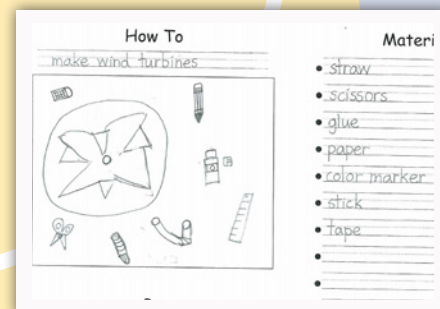 How To
make wind turbines
Materi
• straw
• scissors
• glue
• paper
• color marker
• stick
• tape
•
•